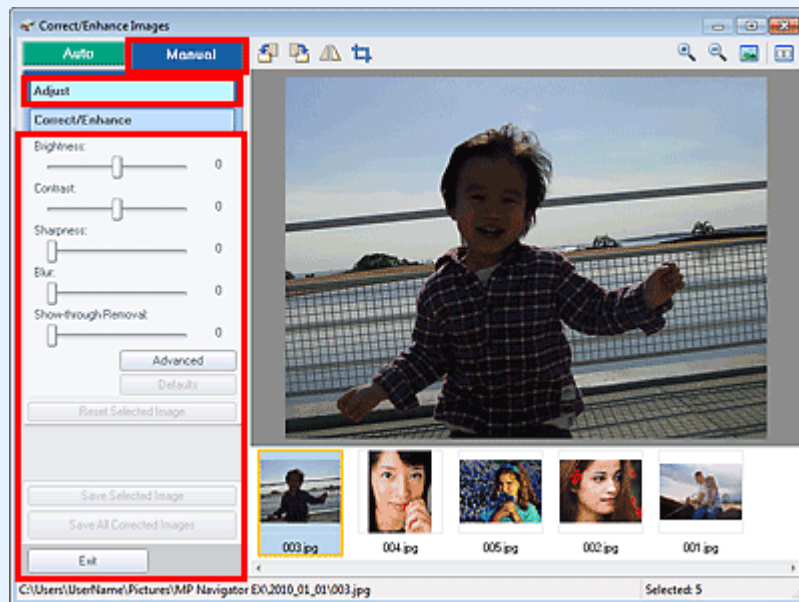 Correct/Enhance Images
Auto Manual
Adjust
Correct/Enhance
Brightness:
0
Contrast:
0
Sharpness:
0
Blur:
0
Show-through Removal:
0
Advanced
Defaults
Reset Selected Image
Save Selected Image
Save All Corrected Images
Exit
003.jpg 004.jpg 005.jpg 002.jpg 001.jpg
C:\Users\UserName\Pictures\MP Navigator EX\2010_01_01\003.jpg Selected: 5